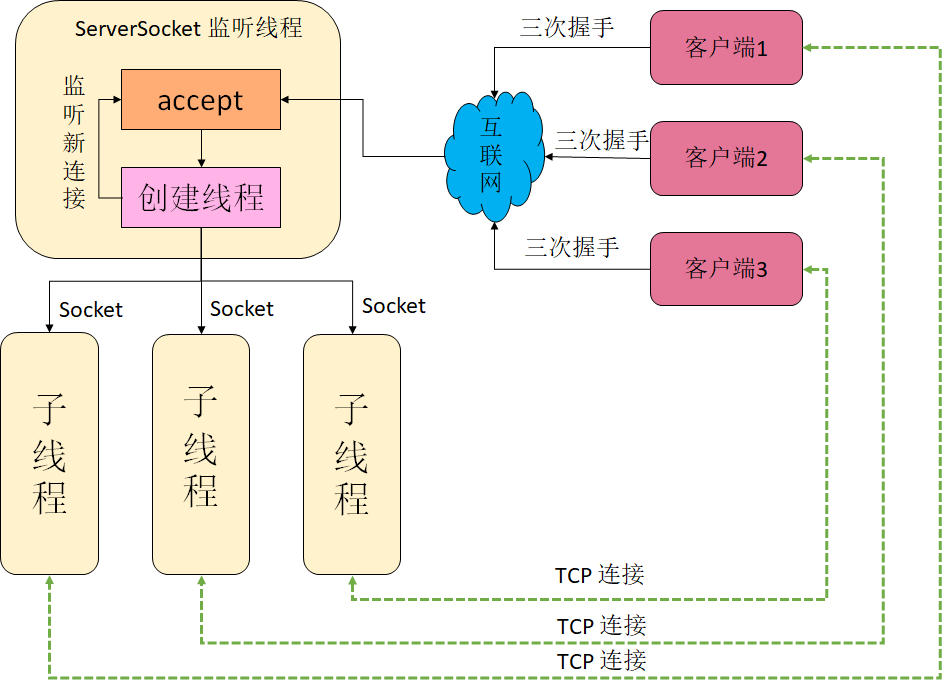 ServerSocket 监听线程
监听新连接
accept
创建线程
三次握手
客户端1
互联网
三次握手
客户端2
三次握手
客户端3
Socket
Socket
Socket
子线程
子线程
子线程
TCP 连接
TCP 连接
TCP 连接